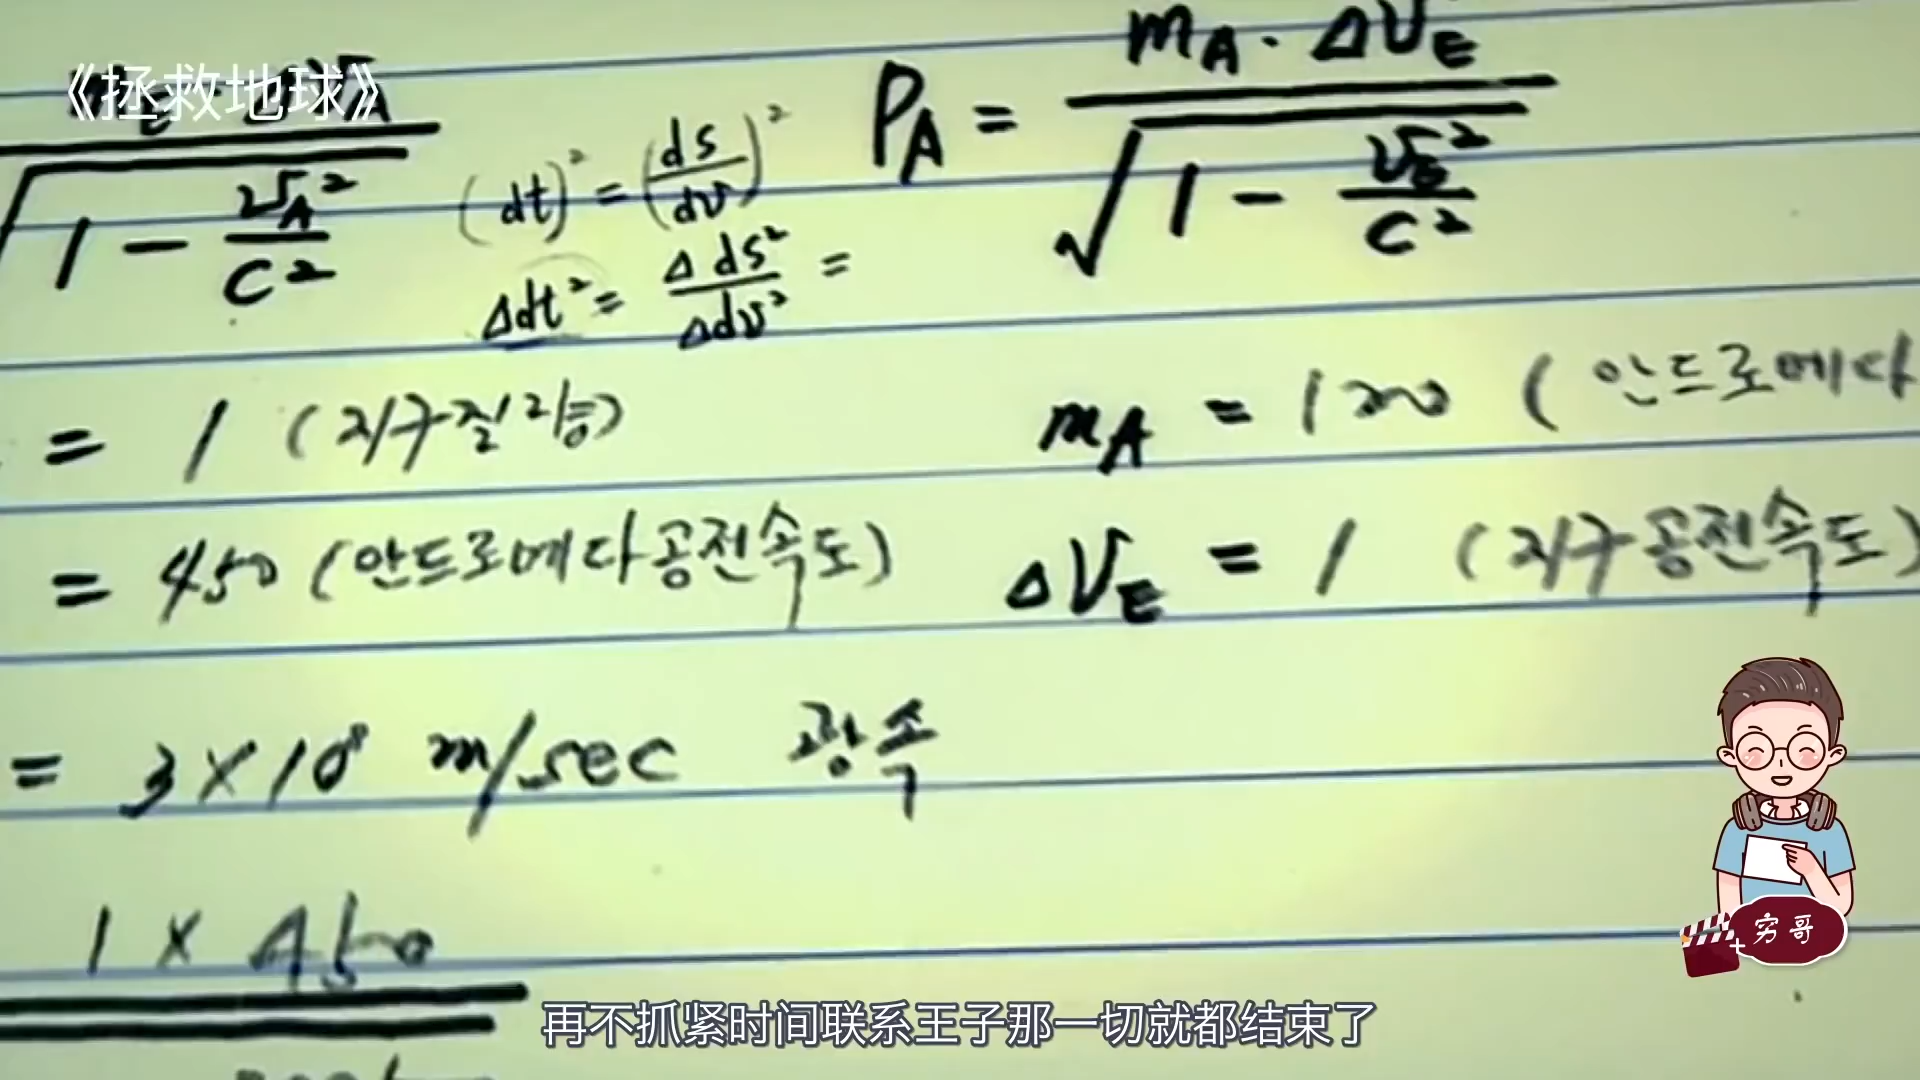 《拯救地球》
P_A = m_A · ΔV_E / √(1 - v_E²/C²)
1 - v_A²/C²
(dt)² = (ds/dv)²
Δdt² = Δds²/Δdv² =
= 1 (지구질량)
m_A = 1200 (안드로메다
= 450 (안드로메다공전속도)
ΔV_E = 1 (지구공전속도)
= 3×10⁸ m/sec 광속
1 × 450
穷哥
再不抓紧时间联系王子那一切就都结束了